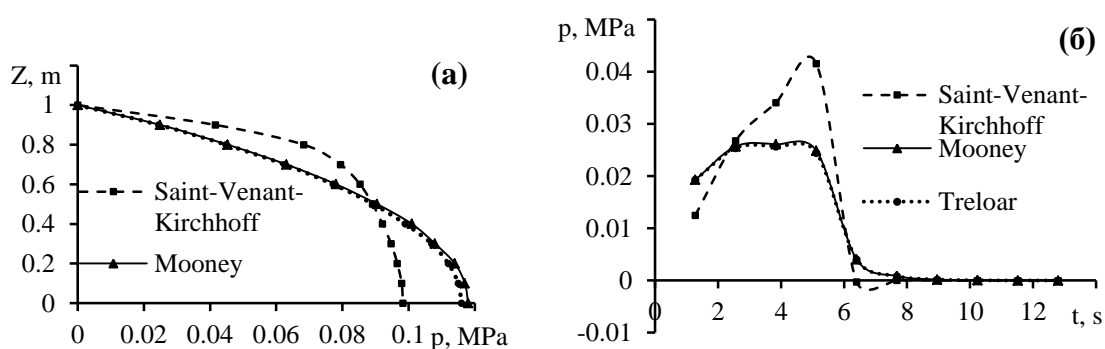 (а)
Z, m
1
0.8
0.6
0.4
0.2
0
0
0.02
0.04
0.06
0.08
0.1
p, MPa
Saint-Venant-
Kirchhoff
Mooney
(б)
p, MPa
0.04
0.03
0.02
0.01
0
-0.01
0
2
4
6
8
10
12
t, s
Saint-Venant-
Kirchhoff
Mooney
Treloar